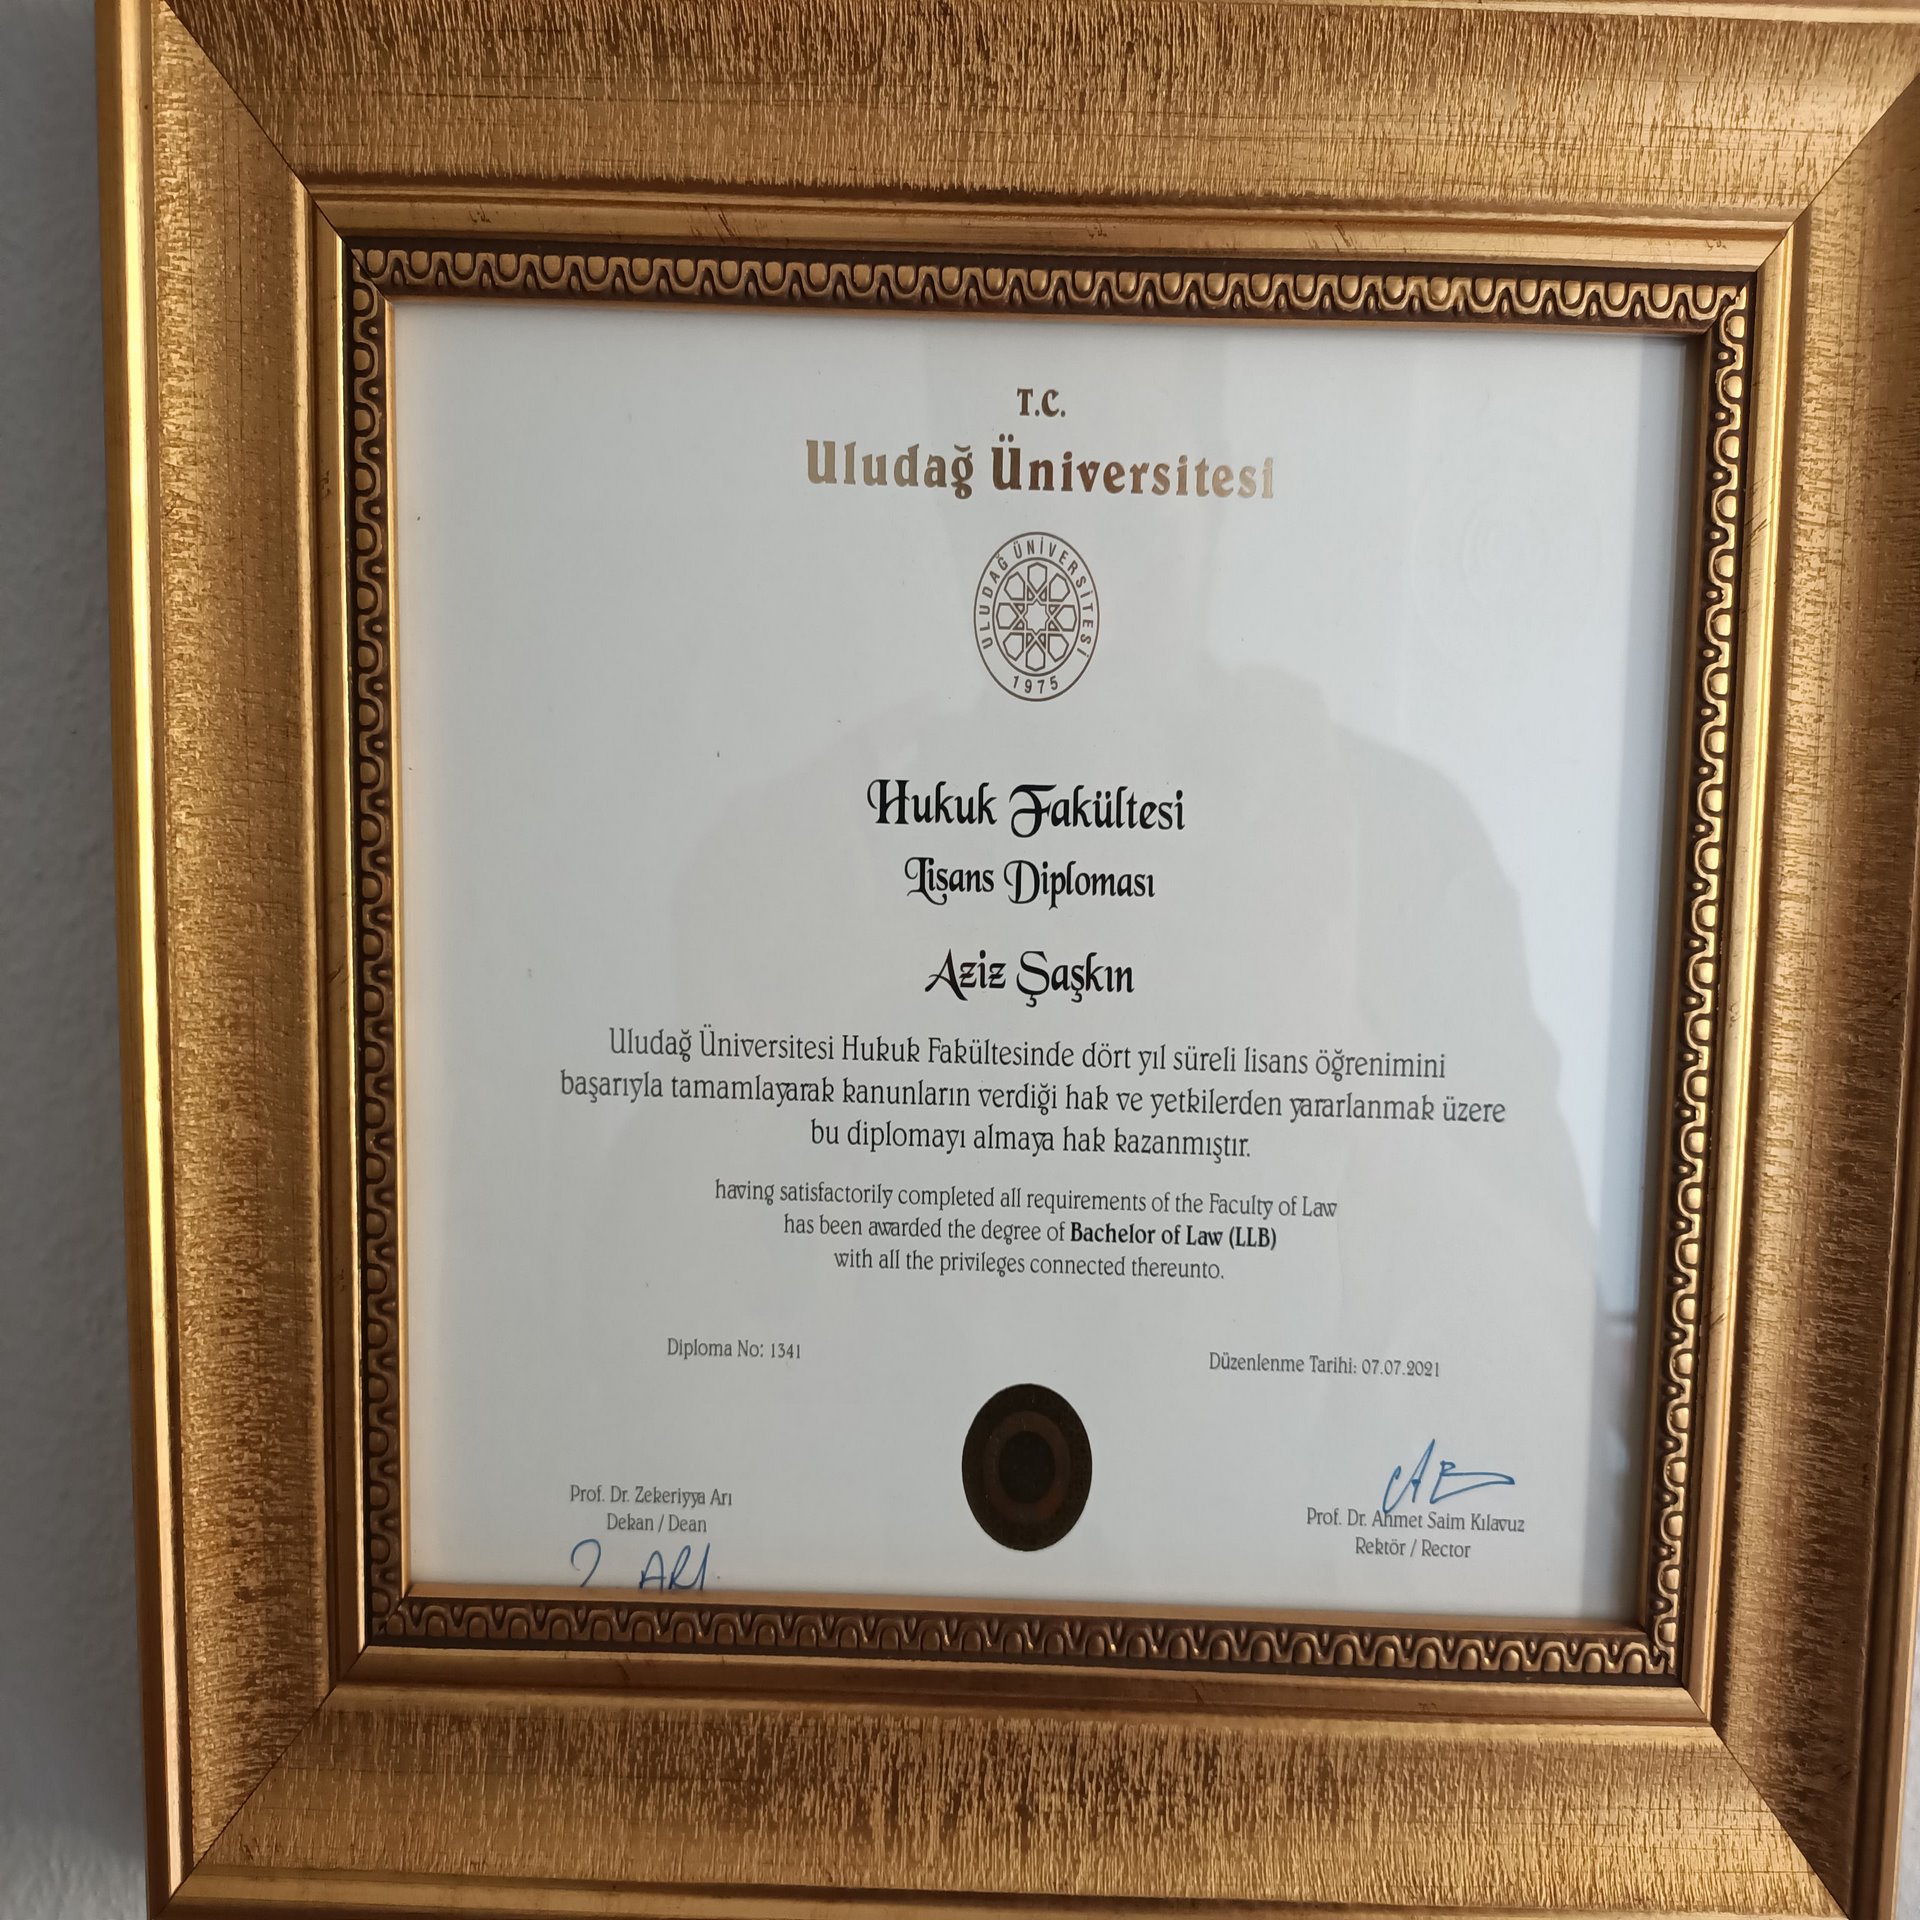 T.C.
Uludağ Üniversitesi
ULUDAĞ ÜNİVERSİTESİ
1975
Hukuk Fakültesi
Lisans Diploması
Aziz Şaşkın
Uludağ Üniversitesi Hukuk Fakültesinde dört yıl süreli lisans öğrenimini
başarıyla tamamlayarak kanunların verdiği hak ve yetkilerden yararlanmak üzere
bu diplomayı almaya hak kazanmıştır.
having satisfactorily completed all requirements of the Faculty of Law
has been awarded the degree of Bachelor of Law (LLB)
with all the privileges connected thereunto.
Diploma No: 1341
Düzenlenme Tarihi: 07.07.2021
Prof. Dr. Zekeriyya Arı
Dekan / Dean
Prof. Dr. Ahmet Saim Kılavuz
Rektör / Rector